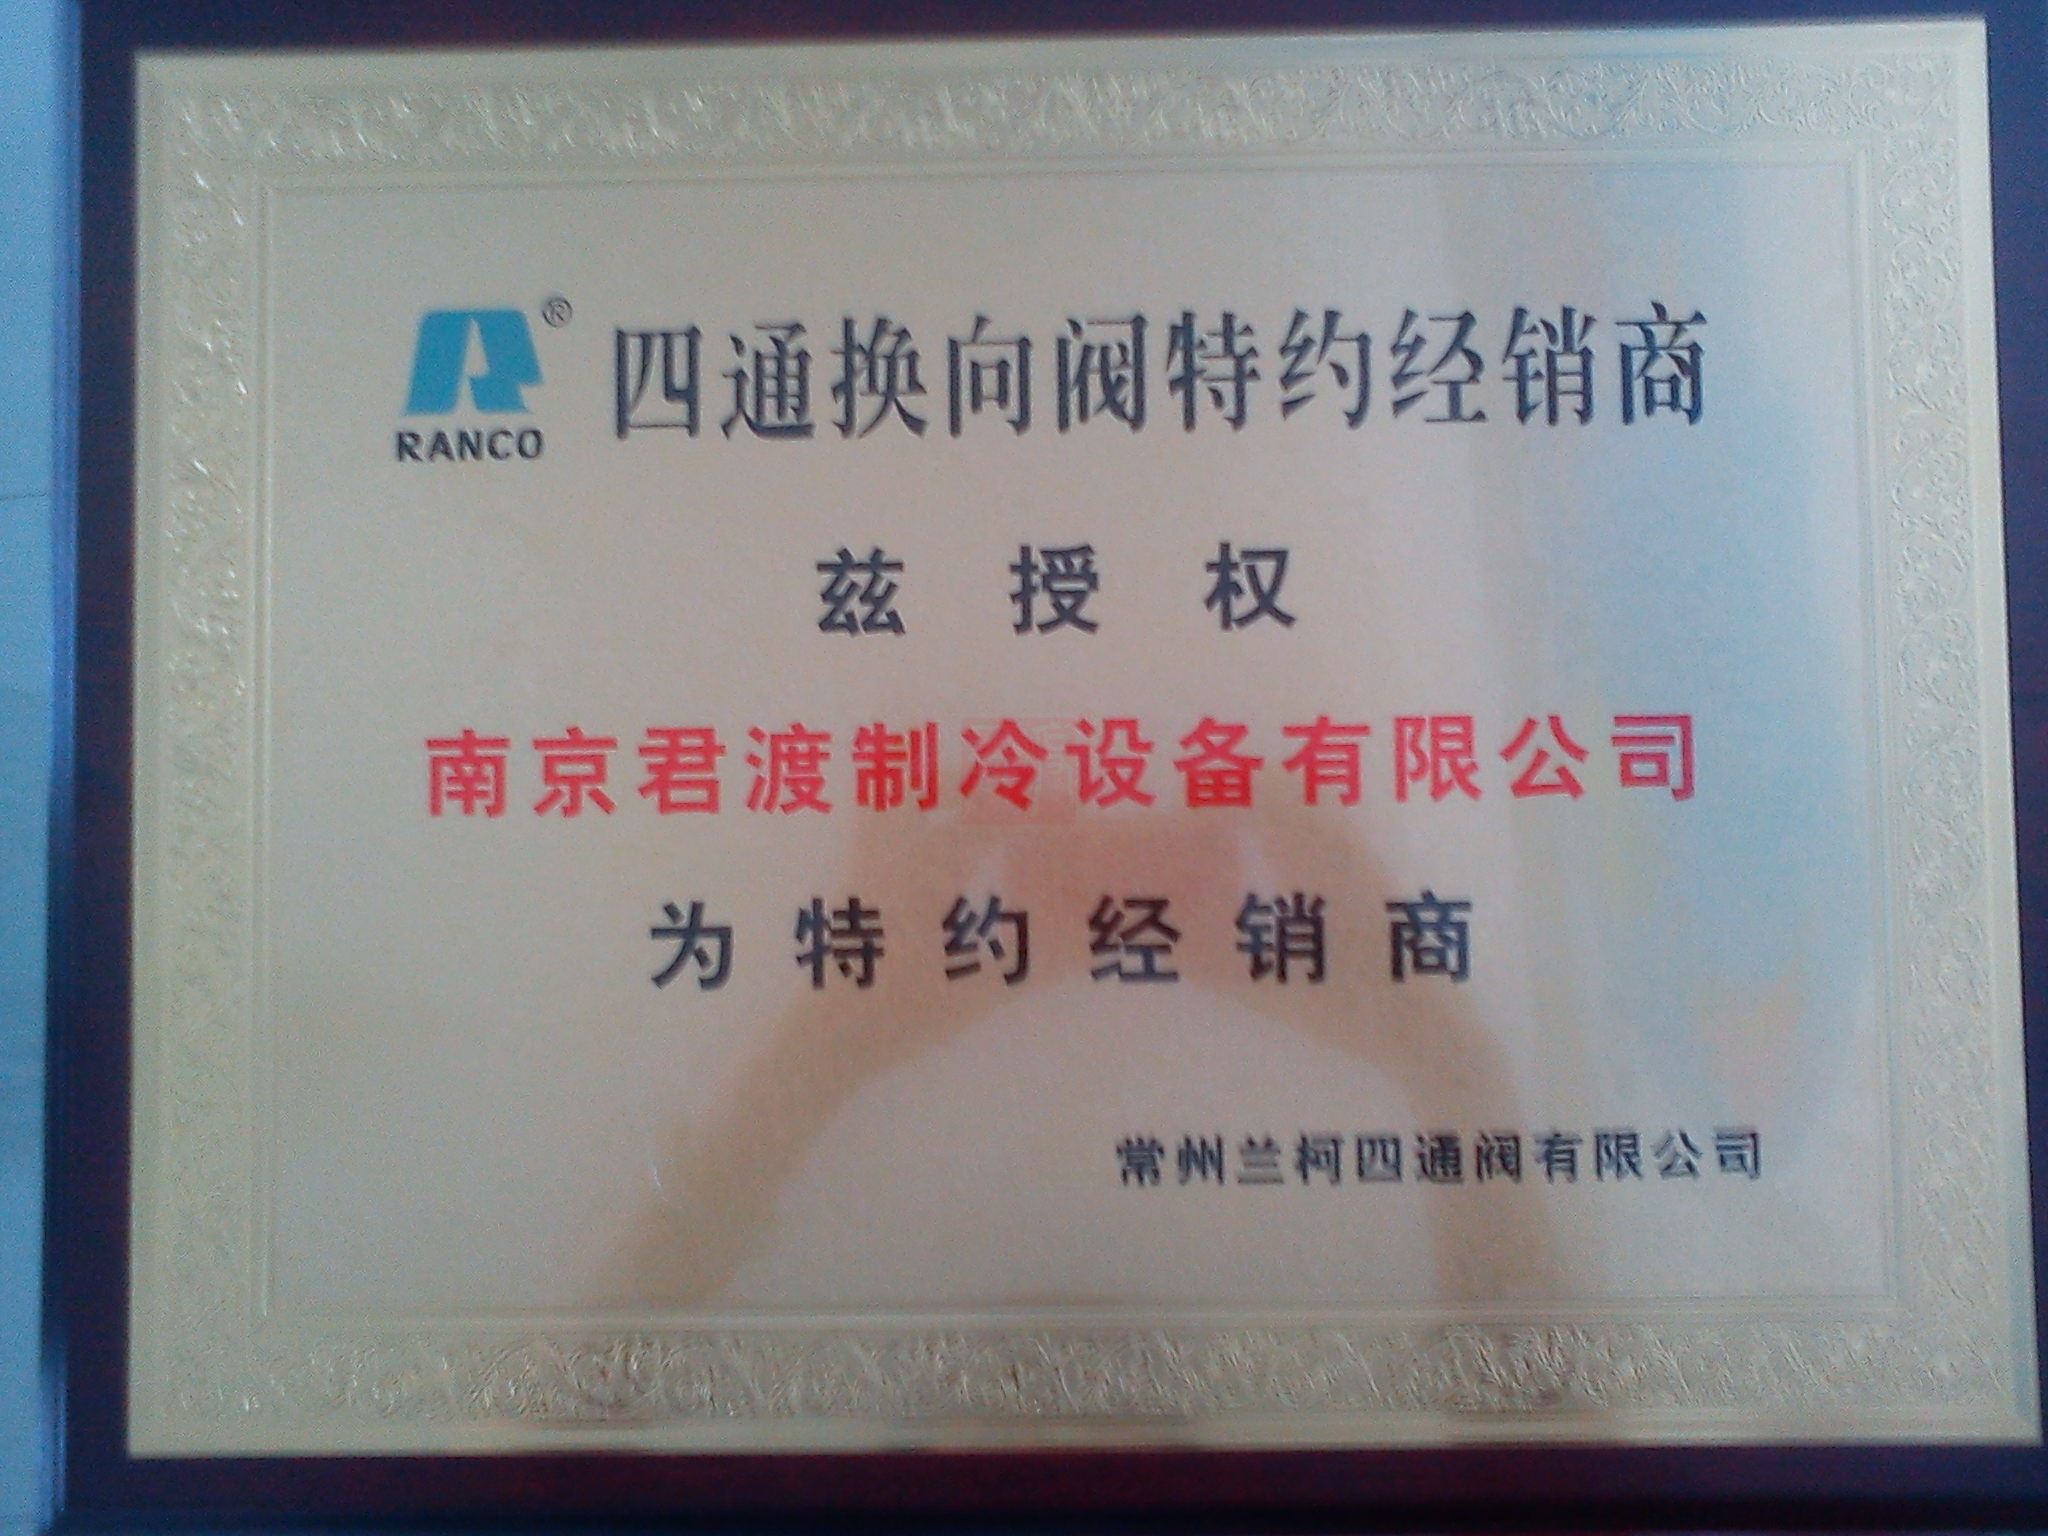 RANCO® 四通换向阀特约经销商
兹授权
南京君渡制冷设备有限公司
为特约经销商
常州兰柯四通阀有限公司